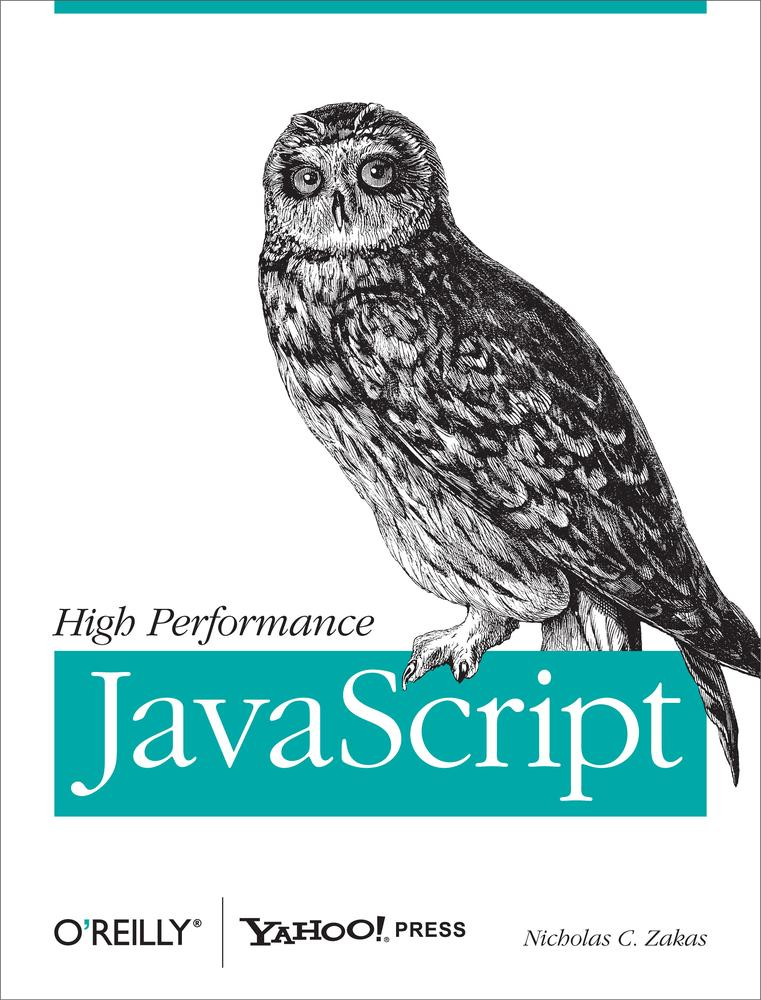 High Performance
JavaScript
O'REILLY® | YAHOO!® PRESS
Nicholas C. Zakas